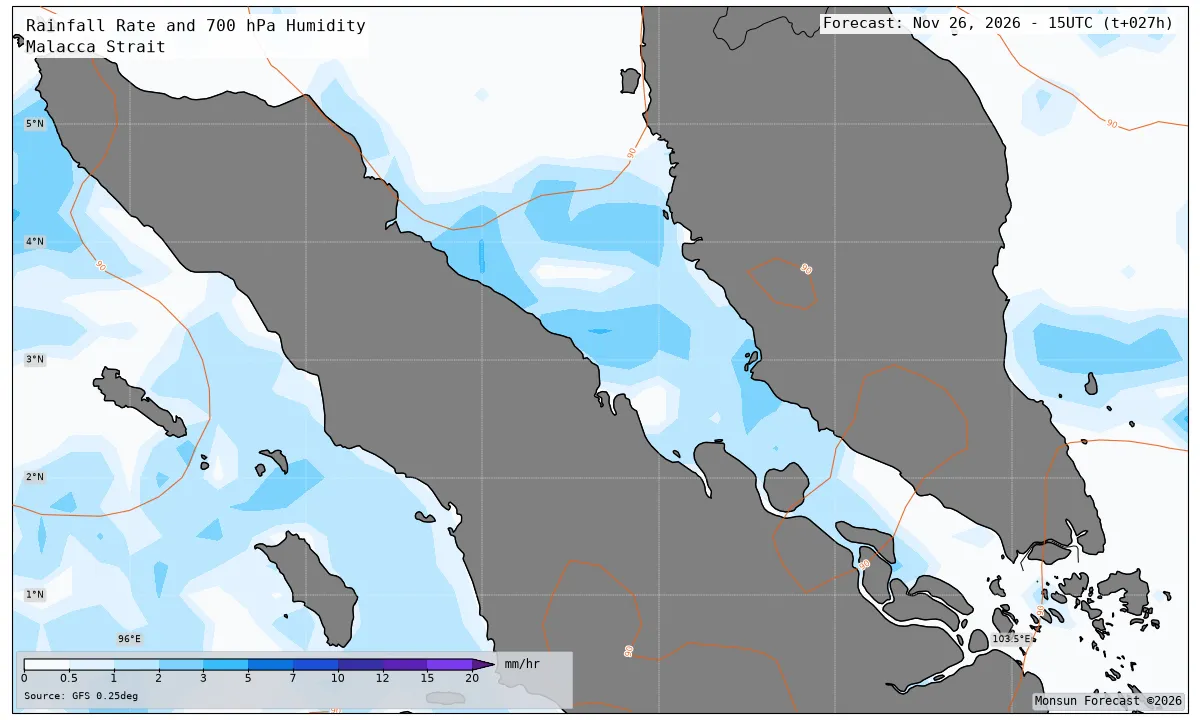 Rainfall Rate and 700 hPa Humidity
Malacca Strait
Forecast: Nov 26, 2026 - 15UTC (t+027h)
90
90
5°N
90
4°N
90
90
3°N
2°N
90
1°N
90
96°E
103.5°E
90
mm/hr
0 0.5 1 2 3 5 7 10 12 15 20
Source: GFS 0.25deg
Monsun Forecast ©2026
90